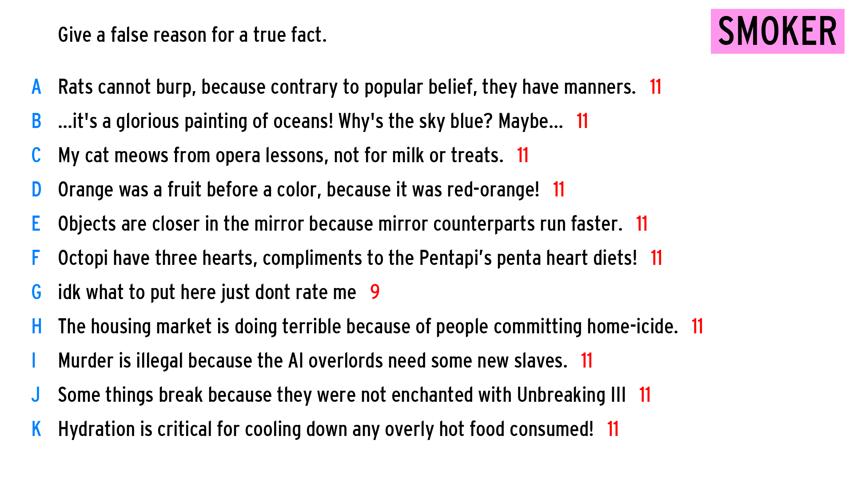 Give a false reason for a true fact.
SMOKER
A Rats cannot burp, because contrary to popular belief, they have manners. 11
B ...it's a glorious painting of oceans! Why's the sky blue? Maybe... 11
C My cat meows from opera lessons, not for milk or treats. 11
D Orange was a fruit before a color, because it was red-orange! 11
E Objects are closer in the mirror because mirror counterparts run faster. 11
F Octopi have three hearts, compliments to the Pentapi’s penta heart diets! 11
G idk what to put here just dont rate me 9
H The housing market is doing terrible because of people committing home-icide. 11
I Murder is illegal because the AI overlords need some new slaves. 11
J Some things break because they were not enchanted with Unbreaking III 11
K Hydration is critical for cooling down any overly hot food consumed! 11